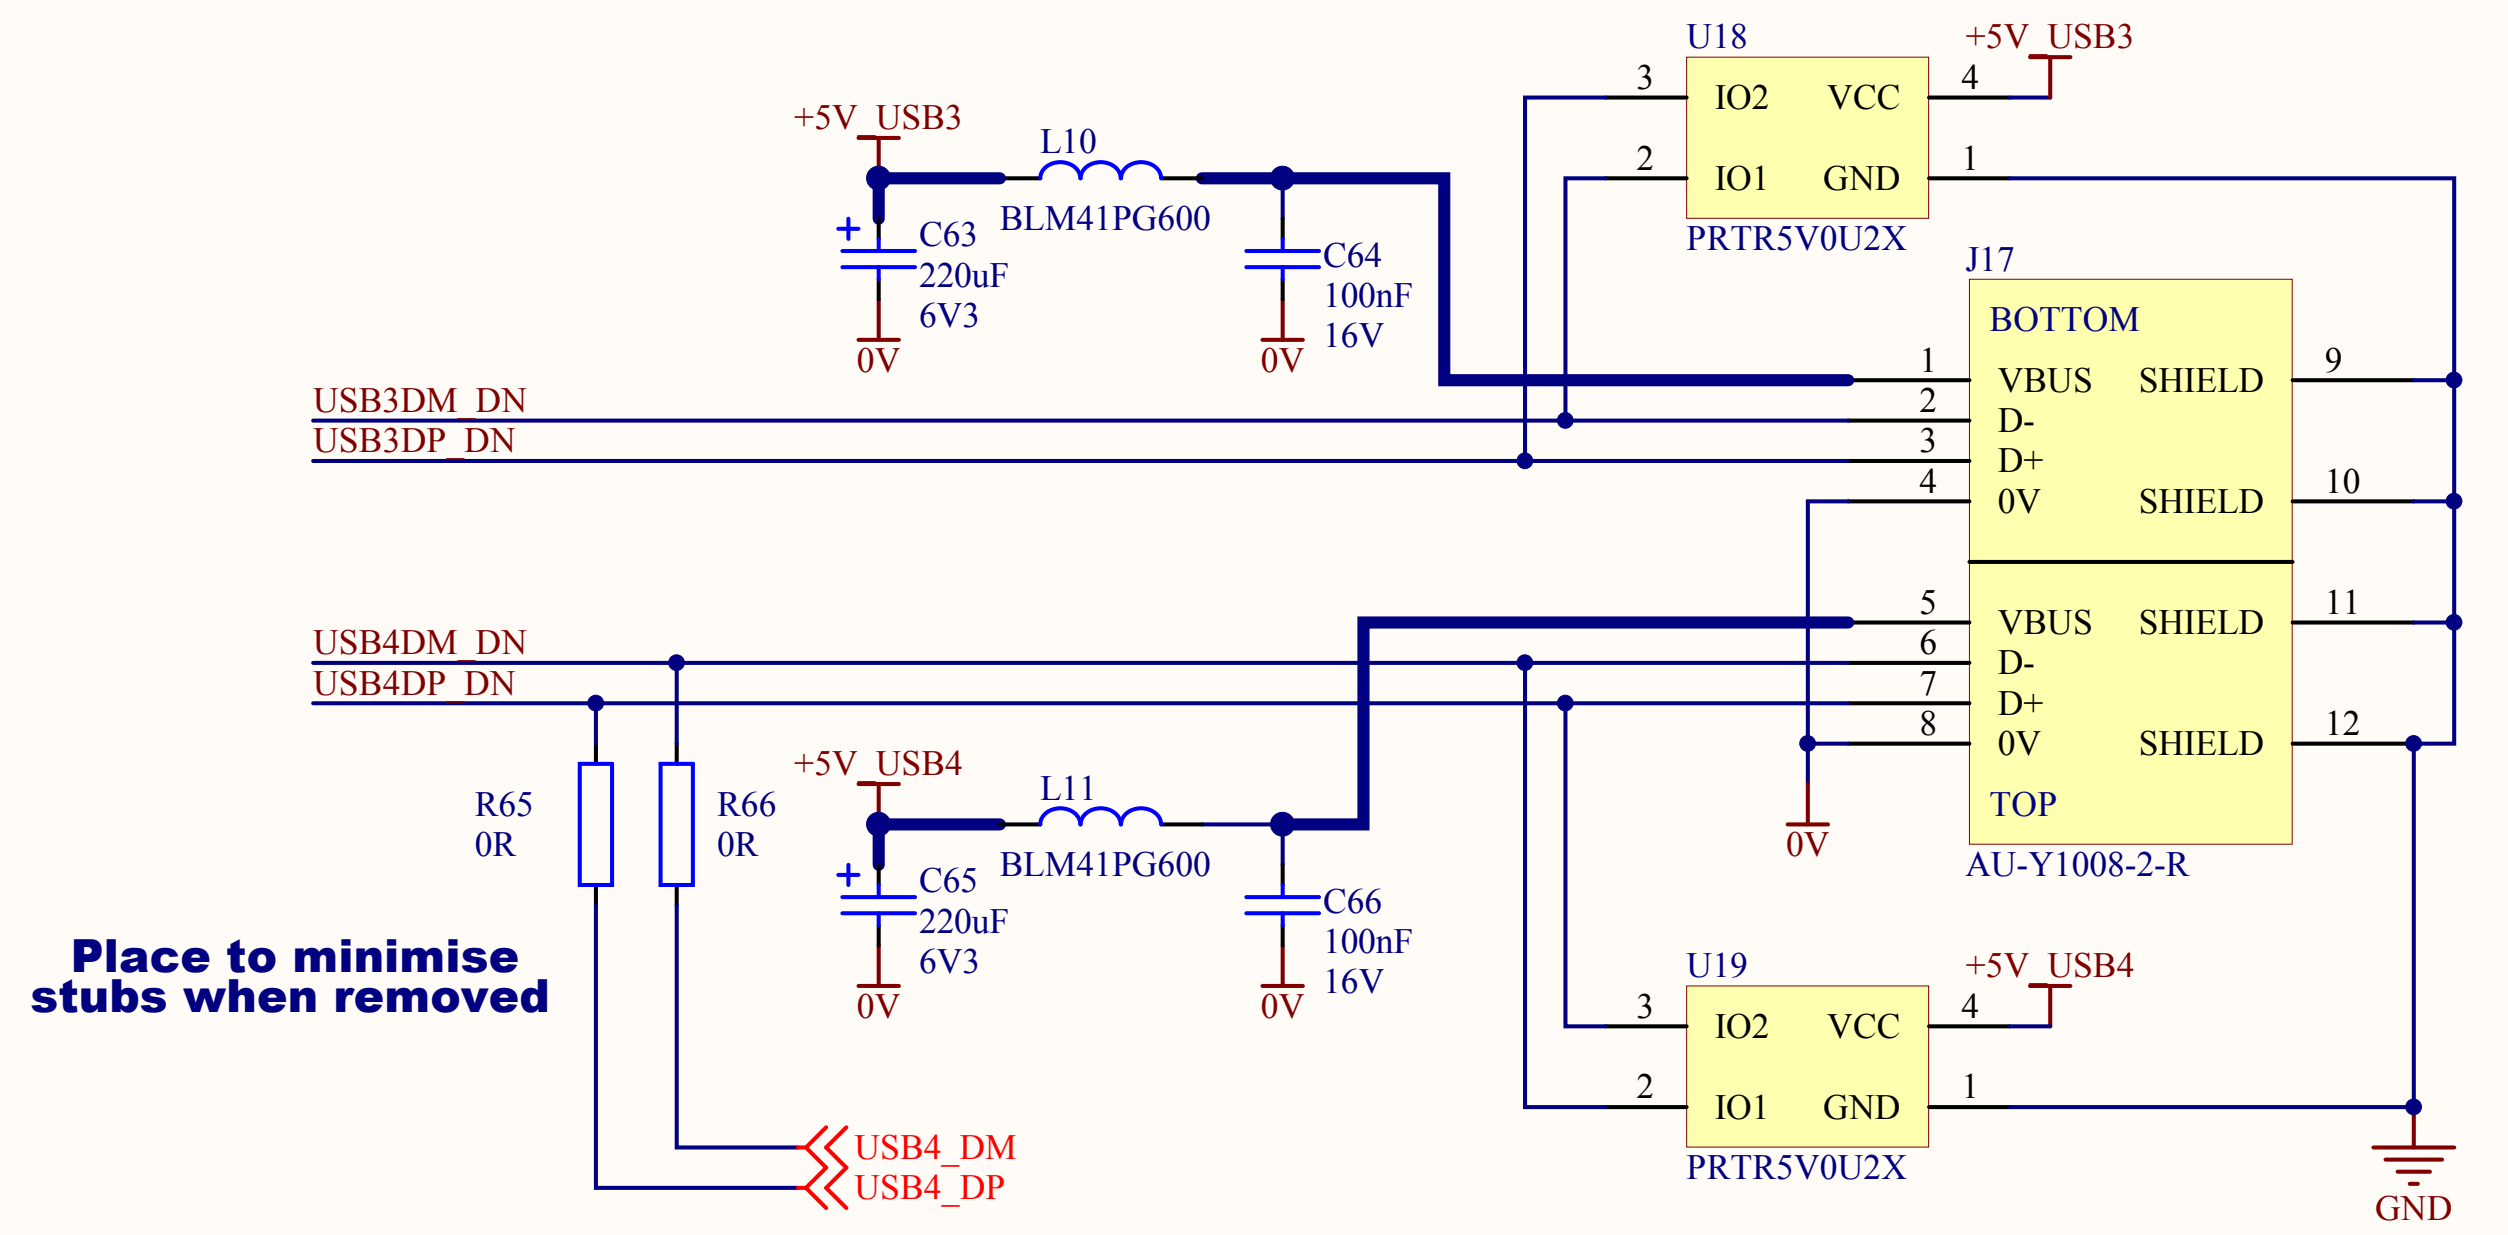 U18
+5V_USB3
3
IO2
VCC
4
2
IO1
GND
1
PRTR5V0U2X
+5V_USB3
L10
BLM41PG600
+
C63
220uF
6V3
0V
C64
100nF
16V
0V
J17
BOTTOM
1
VBUS
SHIELD
9
USB3DM_DN
2
D-
USB3DP_DN
3
D+
4
0V
SHIELD
10
5
VBUS
SHIELD
11
USB4DM_DN
6
D-
USB4DP_DN
7
D+
8
0V
SHIELD
12
TOP
0V
AU-Y1008-2-R
R65
0R
R66
0R
+5V_USB4
L11
BLM41PG600
+
C65
220uF
6V3
0V
C66
100nF
16V
0V
Place to minimise
stubs when removed
U19
+5V_USB4
3
IO2
VCC
4
2
IO1
GND
1
PRTR5V0U2X
USB4_DM
USB4_DP
GND